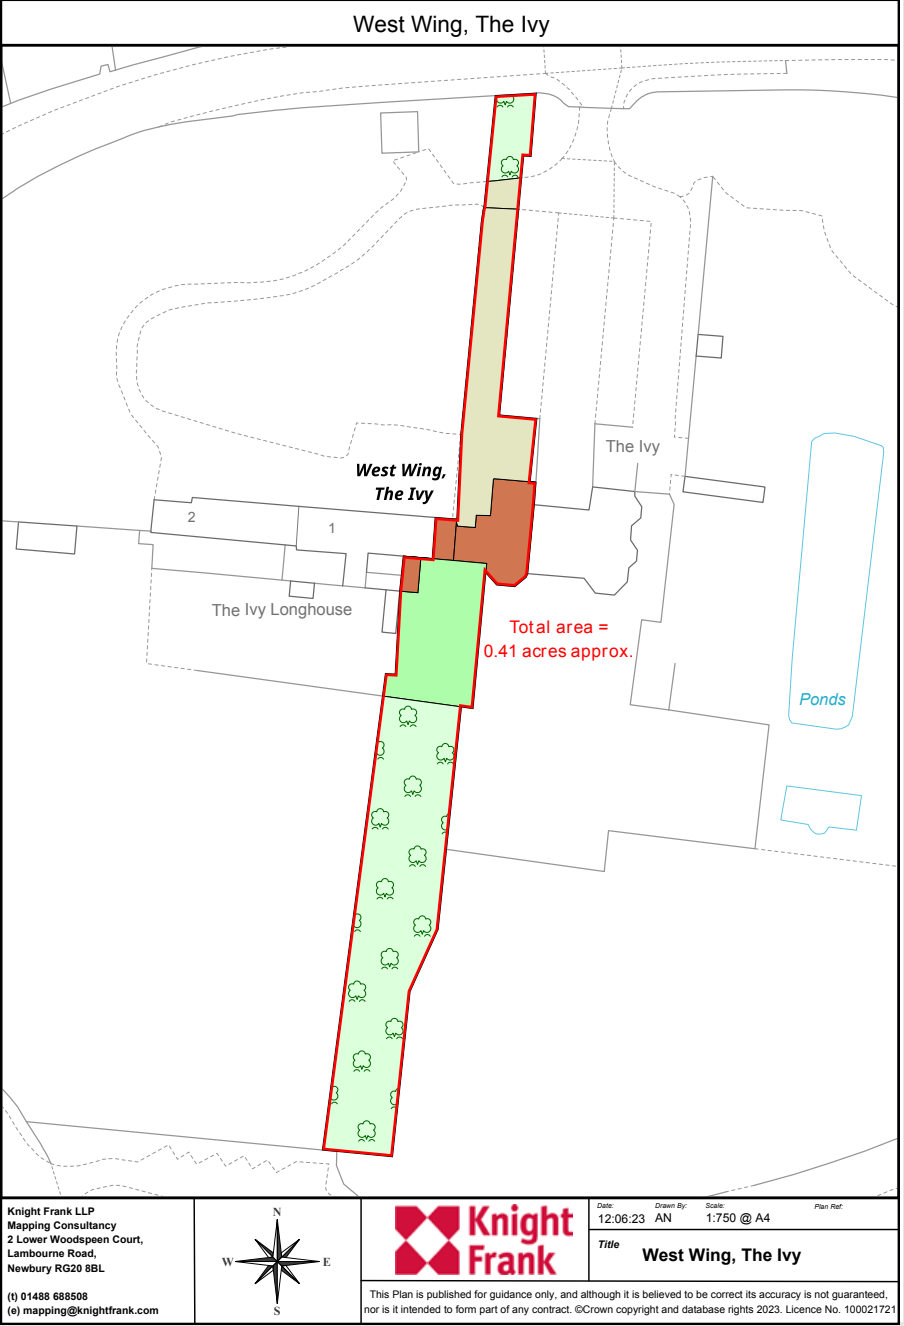 West Wing, The Ivy
The Ivy
West Wing,
The Ivy
2
1
The Ivy Longhouse
Total area =
0.41 acres approx.
Ponds
Knight Frank LLP
Mapping Consultancy
2 Lower Woodspeen Court,
Lambourne Road,
Newbury RG20 8BL
(t) 01488 688508
(e) mapping@knightfrank.com
N
W E
S
Knight
Frank
Date: Drawn By: Scale: Plan Ref:
12:06:23 AN 1:750 @ A4
Title West Wing, The Ivy
This Plan is published for guidance only, and although it is believed to be correct its accuracy is not guaranteed,
nor is it intended to form part of any contract. ©Crown copyright and database rights 2023. Licence No. 100021721